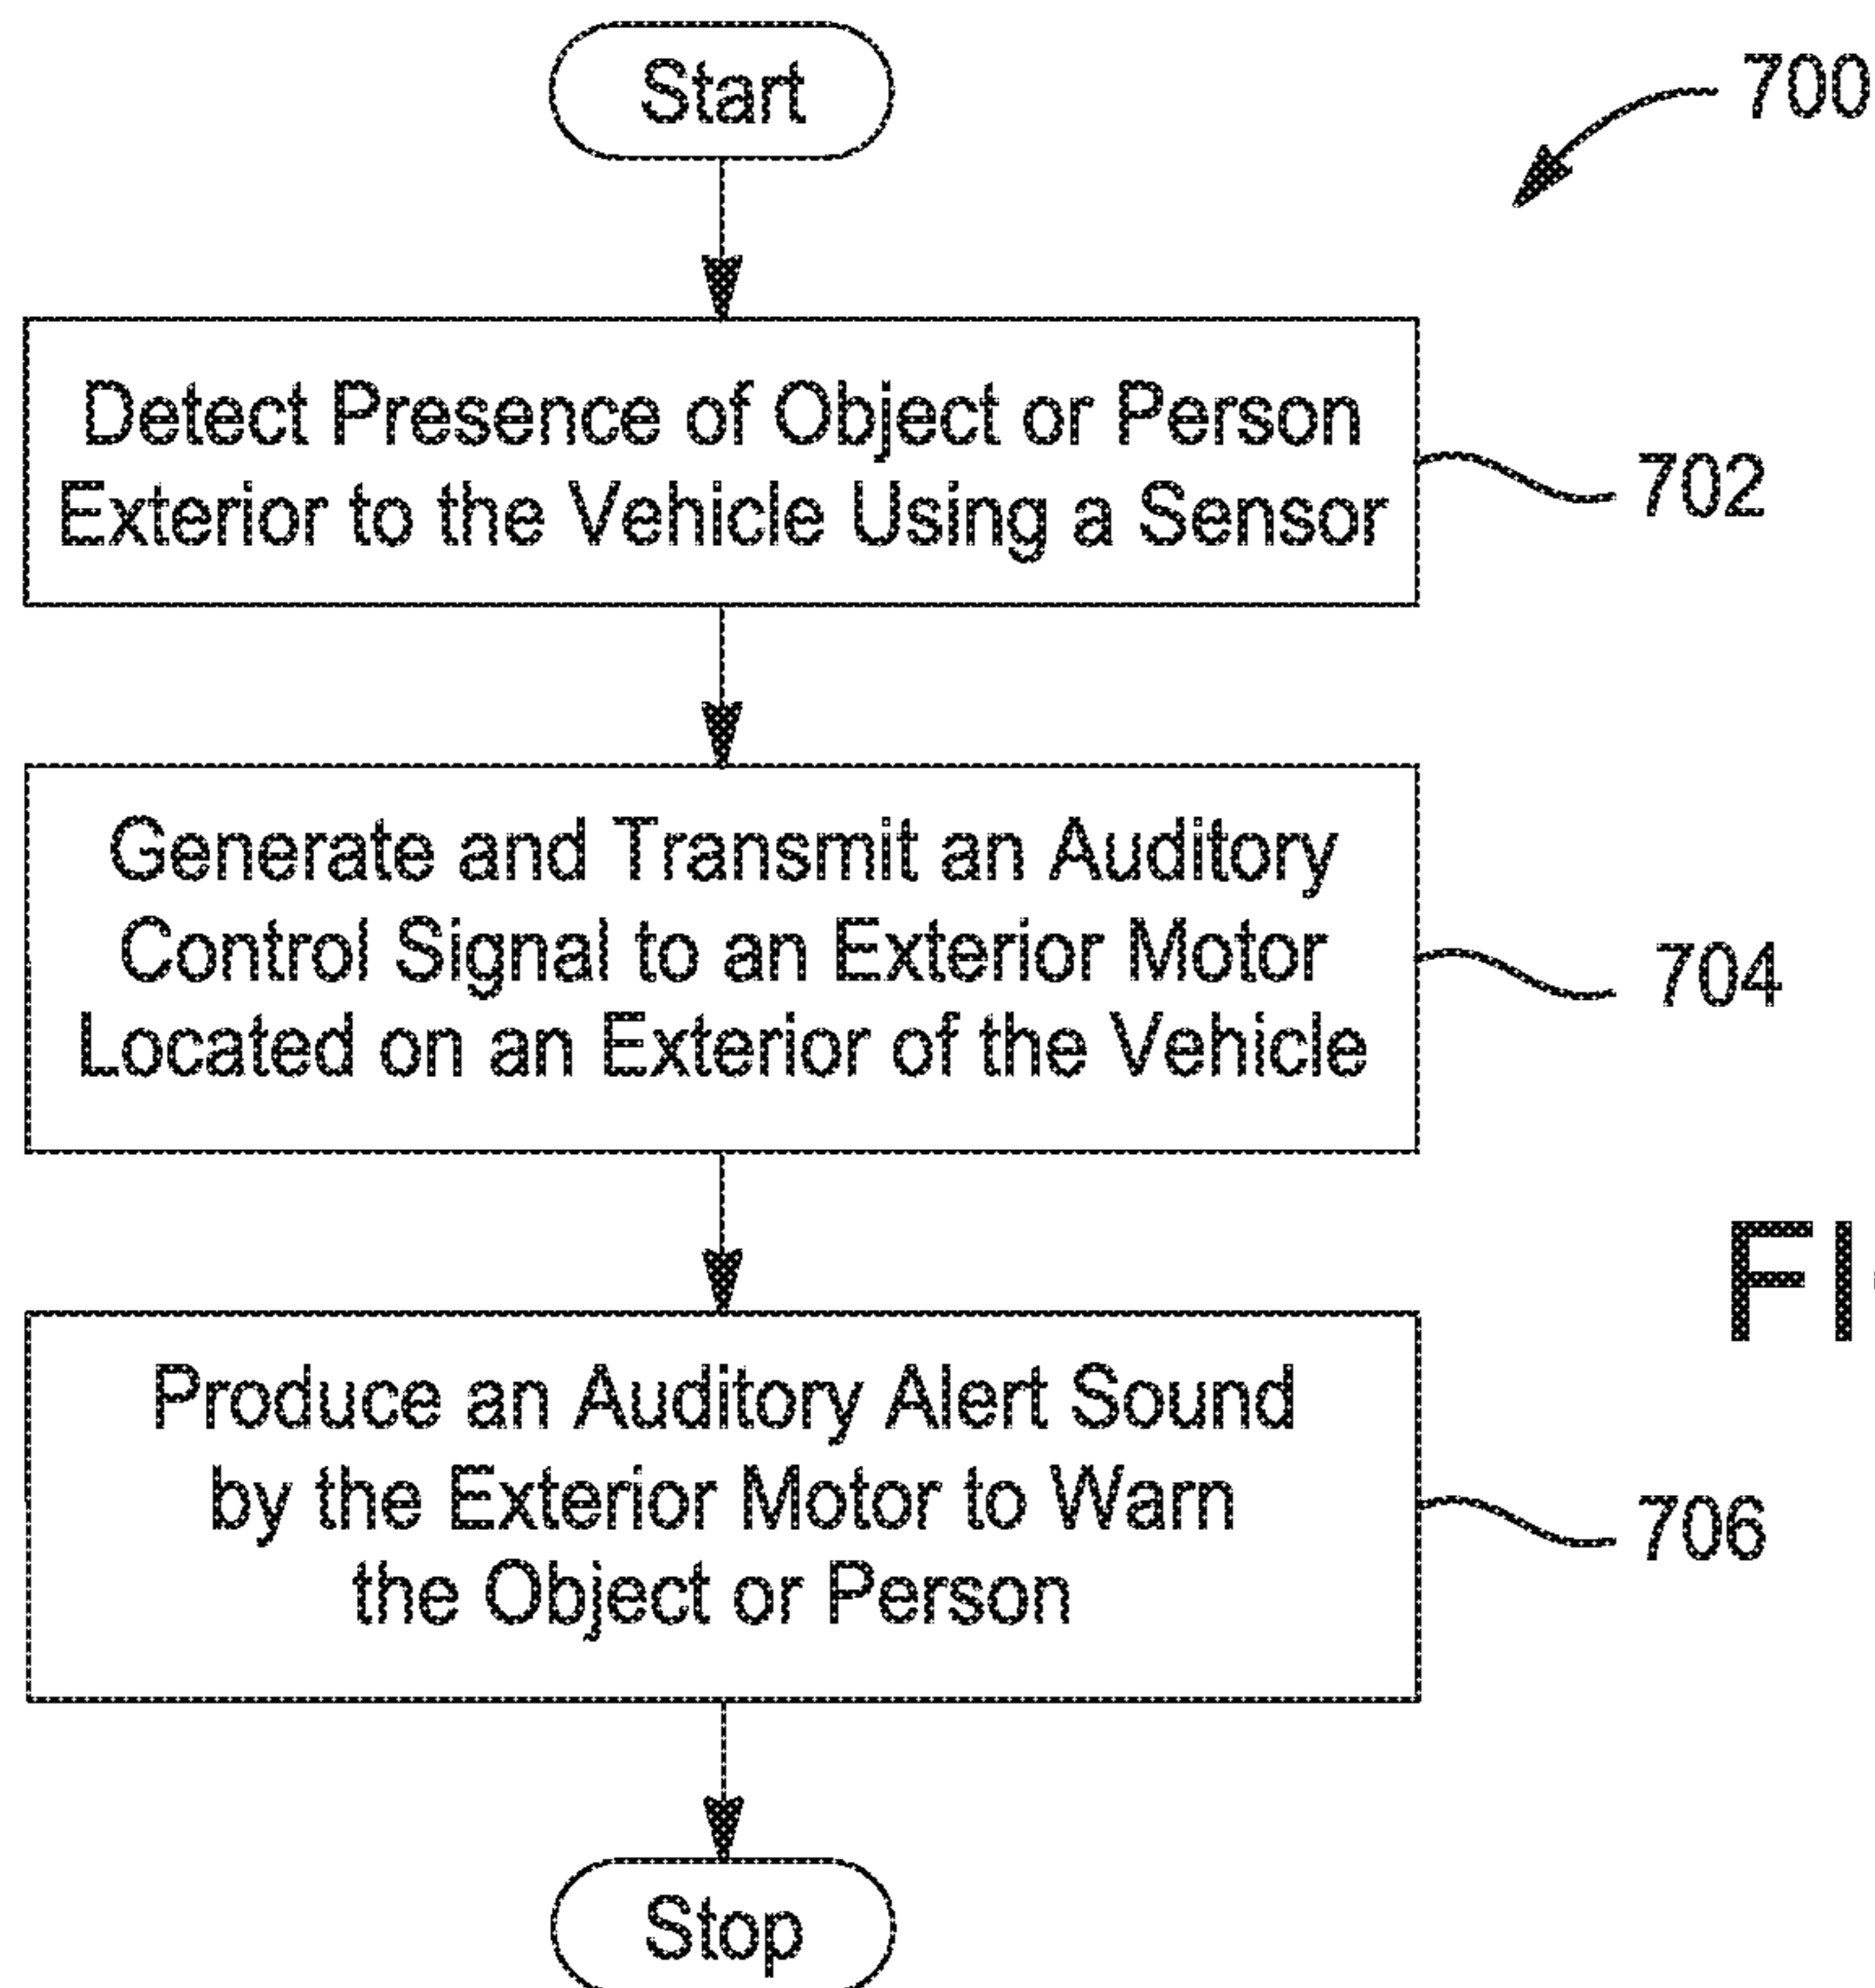 Start
700
Detect Presence of Object or Person
Exterior to the Vehicle Using a Sensor
702
Generate and Transmit an Auditory
Control Signal to an Exterior Motor
Located on an Exterior of the Vehicle
704
FI
Produce an Auditory Alert Sound
by the Exterior Motor to Warn
the Object or Person
706
Stop